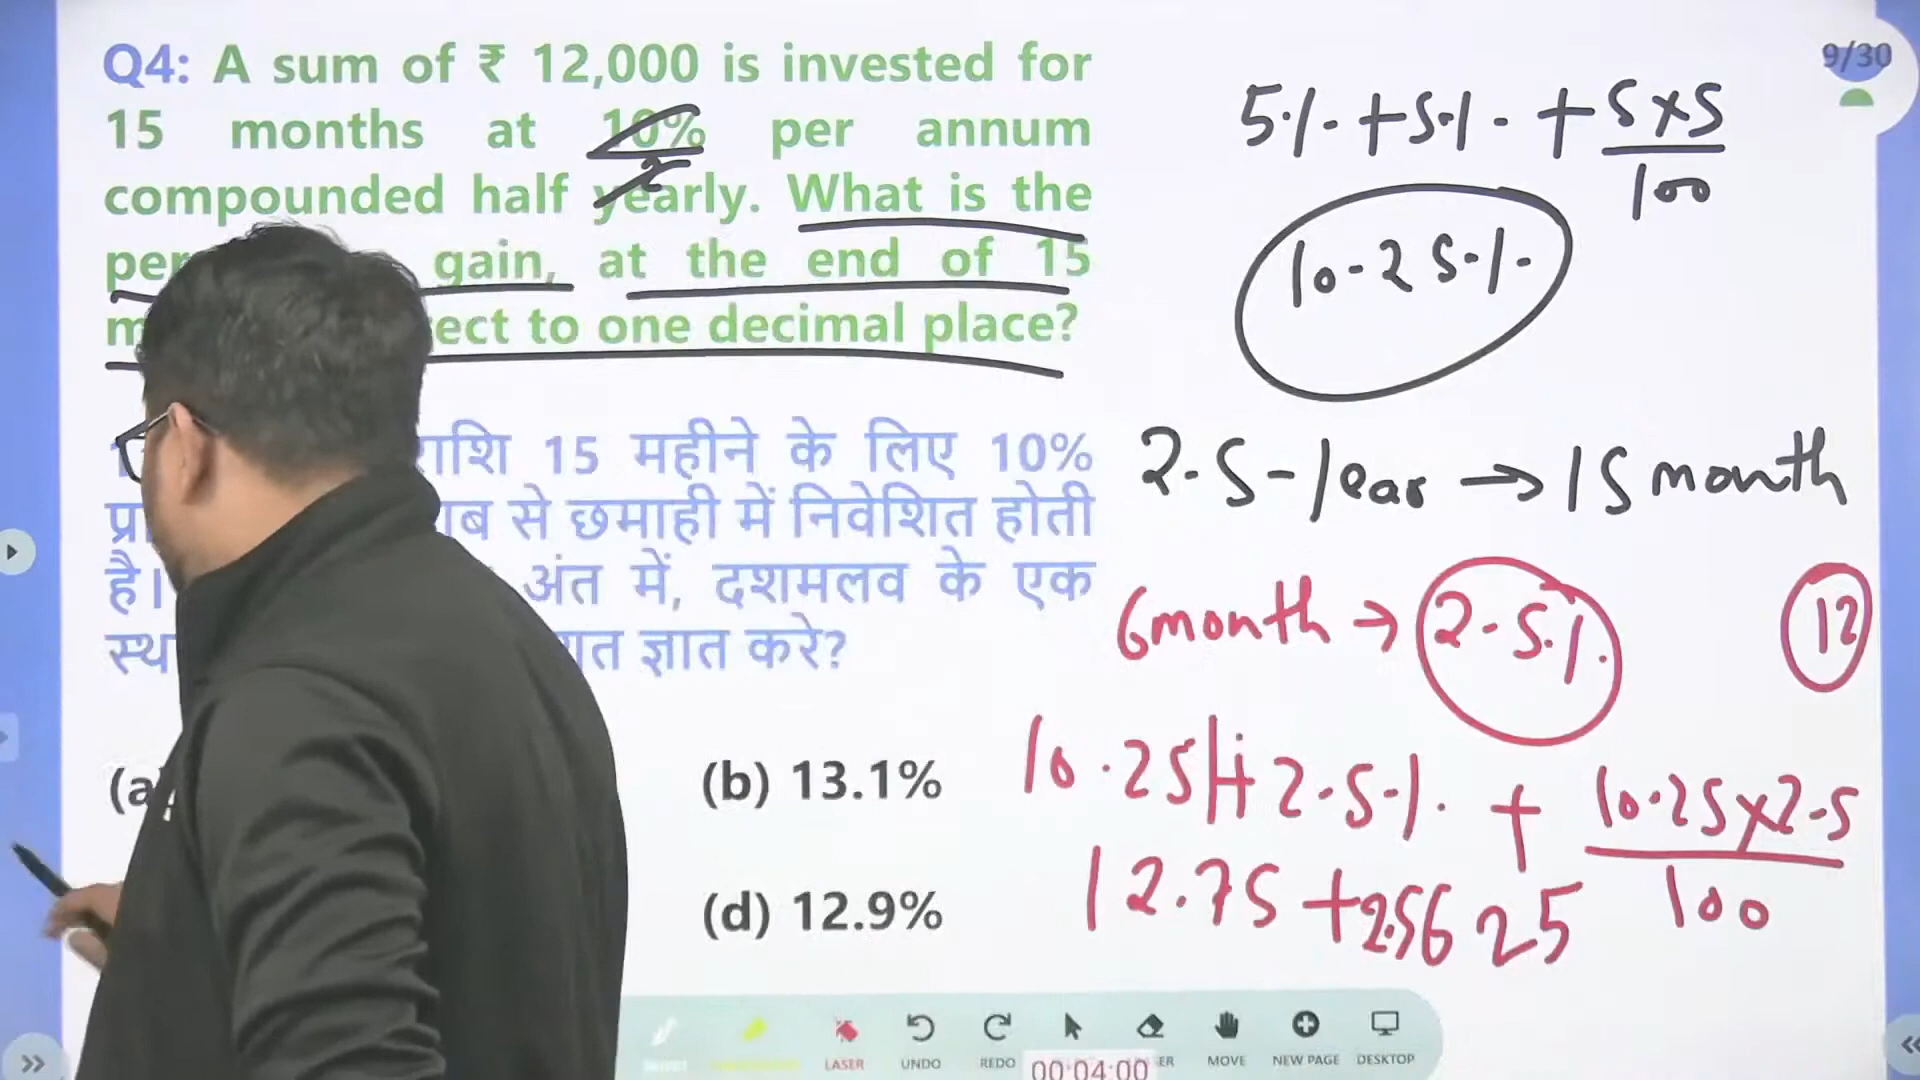 Q4: A sum of ₹ 12,000 is invested for
15 months at 10% per annum
2
compounded half yearly. What is the
gain, at the end of 15
ect to one decimal place?
राशि 15 महीने के लिए 10%
से छमाही में निवेशित होती
है। अंत में, दशमलव के एक
ज्ञात करे?
(a)
(b) 13.1%
(d) 12.9%
9/30
5% + 5% + 5×5
100
10.25%
2.5-year → 15 month
6month → 2.5%
12
10.25 + 2.5% + 10.25×2.5
100
12.75 + 25625
LASER
UNDO
REDO
MOVE
NEW PAGE
DESKTOP
00:04:00